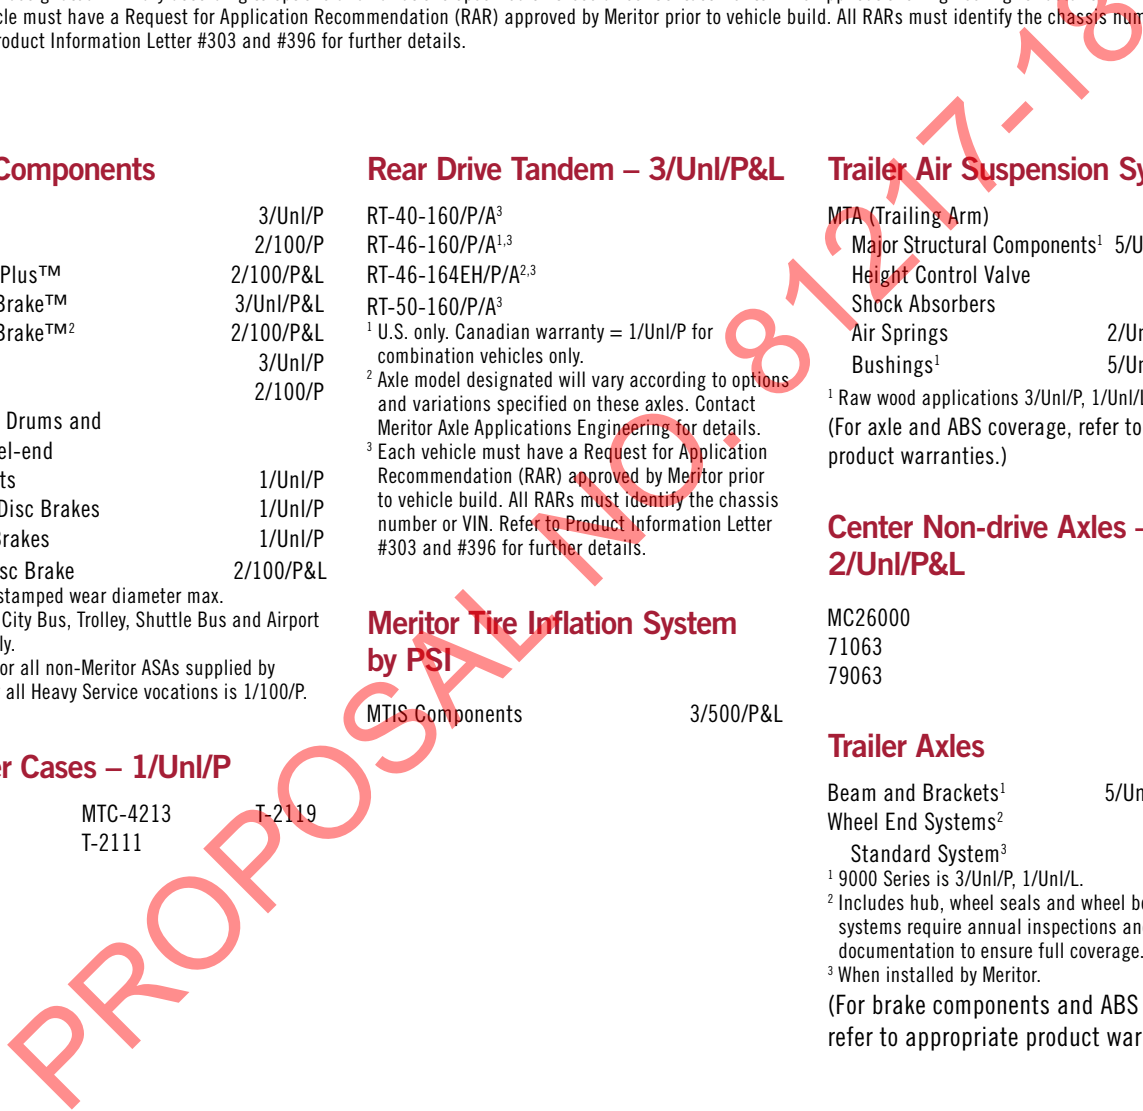 cle must have a Request for Application Recommendation (RAR) approved by Meritor prior to vehicle build. All RARs must identify the chassis num
roduct Information Letter #303 and #396 for further details.
Components
3/Unl/P
2/100/P
Plus™ 2/100/P&L
Brake™ 3/Unl/P&L
Brake™2 2/100/P&L
3/Unl/P
2/100/P
Drums and
el-end
ts 1/Unl/P
Disc Brakes 1/Unl/P
Brakes 1/Unl/P
sc Brake 2/100/P&L
stamped wear diameter max.
City Bus, Trolley, Shuttle Bus and Airport
ly.
or all non-Meritor ASAs supplied by
all Heavy Service vocations is 1/100/P.
er Cases – 1/Unl/P
MTC-4213 T-2119
T-2111
Rear Drive Tandem – 3/Unl/P&L
RT-40-160/P/A3
RT-46-160/P/A1,3
RT-46-164EH/P/A2,3
RT-50-160/P/A3
1 U.S. only. Canadian warranty = 1/Unl/P for
combination vehicles only.
2 Axle model designated will vary according to options
and variations specified on these axles. Contact
Meritor Axle Applications Engineering for details.
3 Each vehicle must have a Request for Application
Recommendation (RAR) approved by Meritor prior
to vehicle build. All RARs must identify the chassis
number or VIN. Refer to Product Information Letter
#303 and #396 for further details.
Meritor Tire Inflation System
by PSI
MTIS Components 3/500/P&L
Trailer Air Suspension Sy
MTA (Trailing Arm)
Major Structural Components1 5/U
Height Control Valve
Shock Absorbers
Air Springs 2/Un
Bushings1 5/Un
1 Raw wood applications 3/Unl/P, 1/Unl/L
(For axle and ABS coverage, refer to
product warranties.)
Center Non-drive Axles –
2/Unl/P&L
MC26000
71063
79063
Trailer Axles
Beam and Brackets1 5/Un
Wheel End Systems2
Standard System3
1 9000 Series is 3/Unl/P, 1/Unl/L.
2 Includes hub, wheel seals and wheel be
systems require annual inspections an
documentation to ensure full coverage.
3 When installed by Meritor.
(For brake components and ABS
refer to appropriate product war
PROPOSAL NO. 81217-18